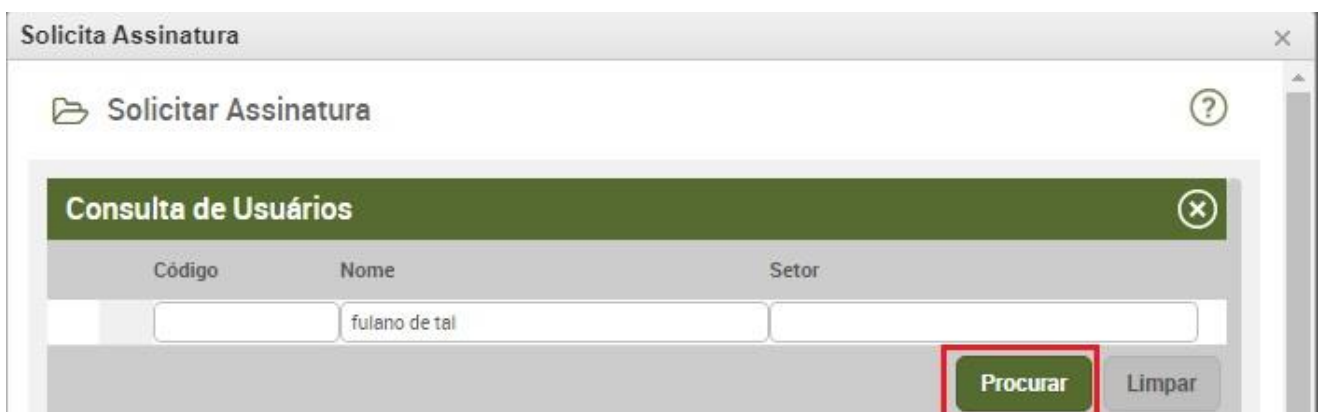 Solicita Assinatura
Solicitar Assinatura
Consulta de Usuários
Código Nome Setor
fulano de tal
Procurar Limpar